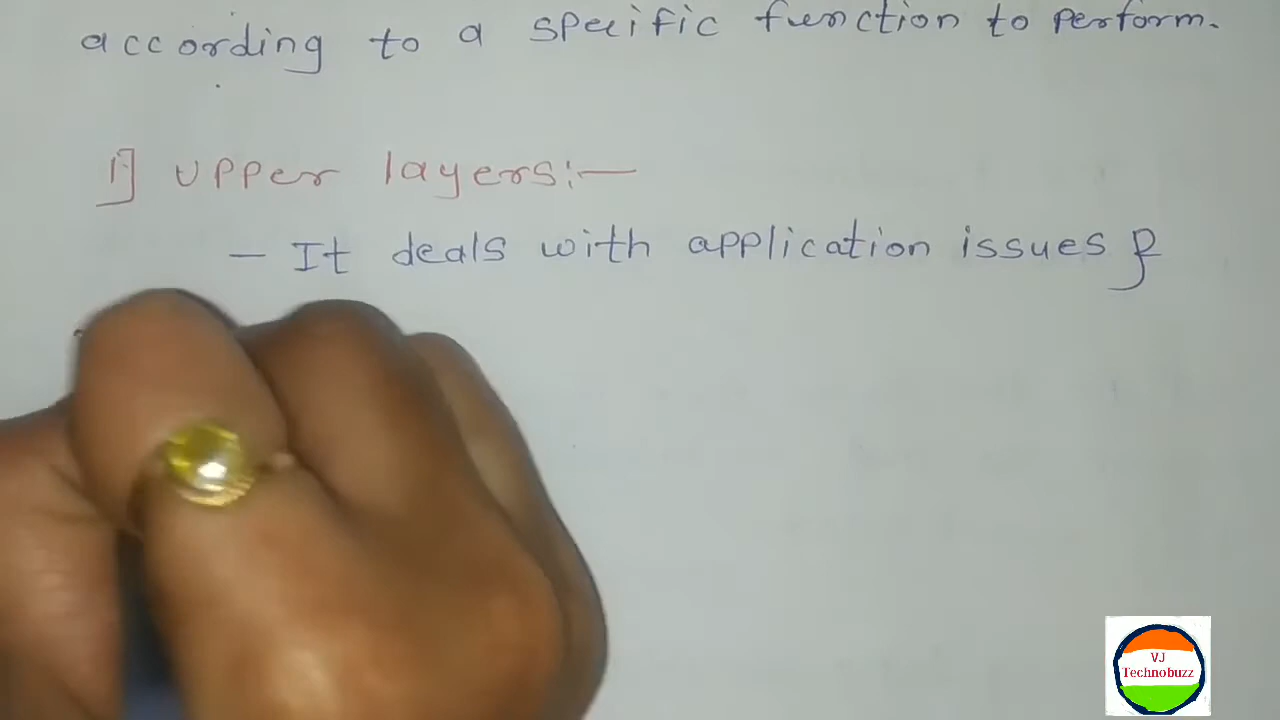 according to a specific function to perform.
1] Upper layers:-
- It deals with application issues &
VJ
Technobuzz